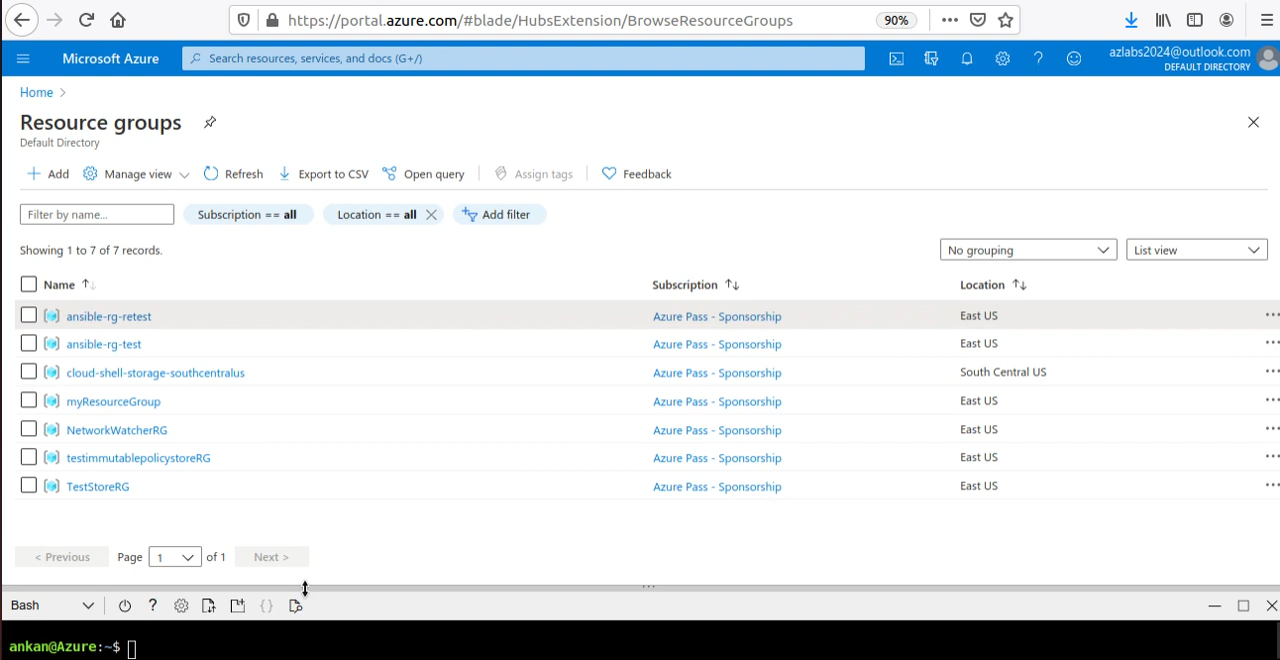 https://portal.azure.com/#blade/HubsExtension/BrowseResourceGroups 90%
Microsoft Azure Search resources, services, and docs (G+/) azlabs2024@outlook.com
DEFAULT DIRECTORY
Home >
Resource groups
Default Directory
Add Manage view Refresh Export to CSV Open query Assign tags Feedback
Filter by name... Subscription == all Location == all Add filter
Showing 1 to 7 of 7 records. No grouping List view
Name Subscription Location
ansible-rg-retest Azure Pass - Sponsorship East US
ansible-rg-test Azure Pass - Sponsorship East US
cloud-shell-storage-southcentralus Azure Pass - Sponsorship South Central US
myResourceGroup Azure Pass - Sponsorship East US
NetworkWatcherRG Azure Pass - Sponsorship East US
testimmutablepolicystoreRG Azure Pass - Sponsorship East US
TestStoreRG Azure Pass - Sponsorship East US
< Previous Page 1 of 1 Next >
Bash
ankan@Azure:~$